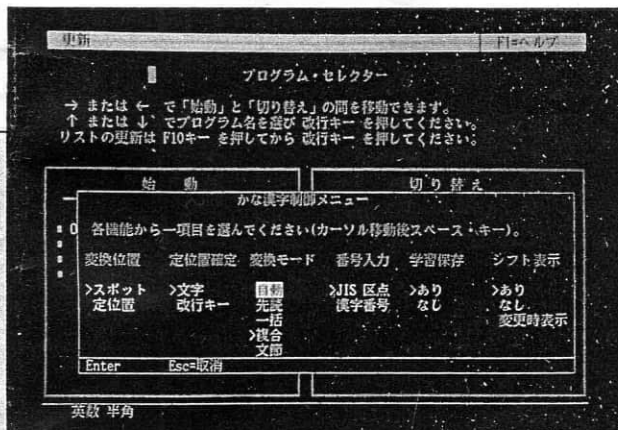 更新 F1=ヘルプ
プログラム・セレクター
→ または ← で「始動」と「切り替え」の間を移動できます。
↑ または ↓ でプログラム名を選び 改行キー を押してください。
リストの更新は F10キー を押してから 改行キー を押してください。
始 動 切り替え
かな漢字制御メニュー
各機能から一項目を選んでください(カーソル移動後スペース・キー)。
変換位置 定位置確定 変換モード 番号入力 学習保存 シフト表示
>スポット >文字 自動 >JIS 区点 >あり >あり
定位置 改行キー 先読 漢字番号 なし なし
一括 変更時表示
>複合
文節
Enter Esc=取消
英数 半角